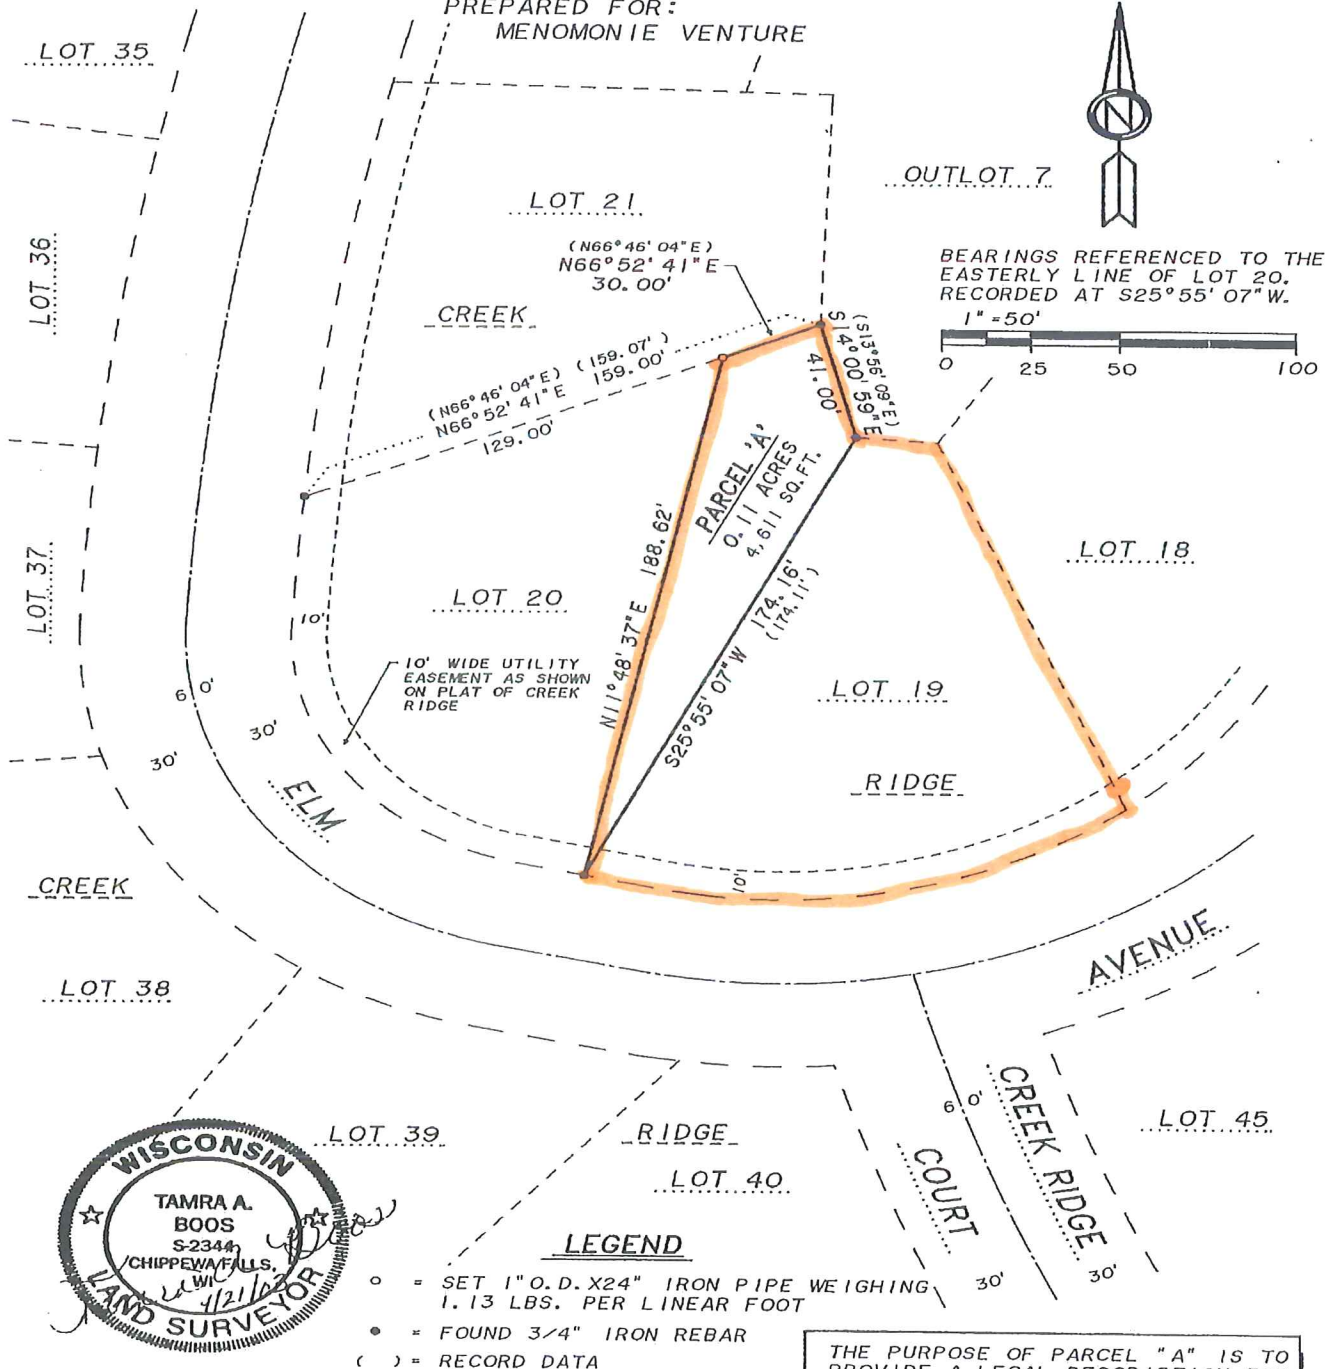 PREPARED FOR:
MENOMONIE VENTURE
LOT 35
OUTLOT 7
LOT 21
LOT 36
(N66°46'04"E)
N66°52'41"E
30.00'
BEARINGS REFERENCED TO THE
EASTERLY LINE OF LOT 20.
RECORDED AT S25°55'07"W.
1"=50'
0 25 50 100
CREEK
(S13°56'09"E)
S14°00'59"E
41.00'
(N66°46'04"E) (159.07')
N66°52'41"E 159.00'
129.00'
PARCEL 'A'
0.11 ACRES
4,611 SQ.FT.
LOT 37
LOT 18
LOT 20
N11°48'37"E 188.62'
S25°55'07"W 174.16'
(174.11')
10'
10' WIDE UTILITY
EASEMENT AS SHOWN
ON PLAT OF CREEK
RIDGE
LOT 19
60'
30'
30'
RIDGE
ELM
10'
CREEK
AVENUE
LOT 38
CREEK RIDGE
COURT
60'
LOT 39
RIDGE
LOT 45
LOT 40
30'
30'
WISCONSIN
TAMRA A.
BOOS
S-2344
CHIPPEWA FALLS,
WI
LAND SURVEYOR
LEGEND
○ = SET 1"O.D.X24" IRON PIPE WEIGHING
1.13 LBS. PER LINEAR FOOT
● = FOUND 3/4" IRON REBAR
( ) = RECORD DATA
THE PURPOSE OF PARCEL "A" IS TO
N